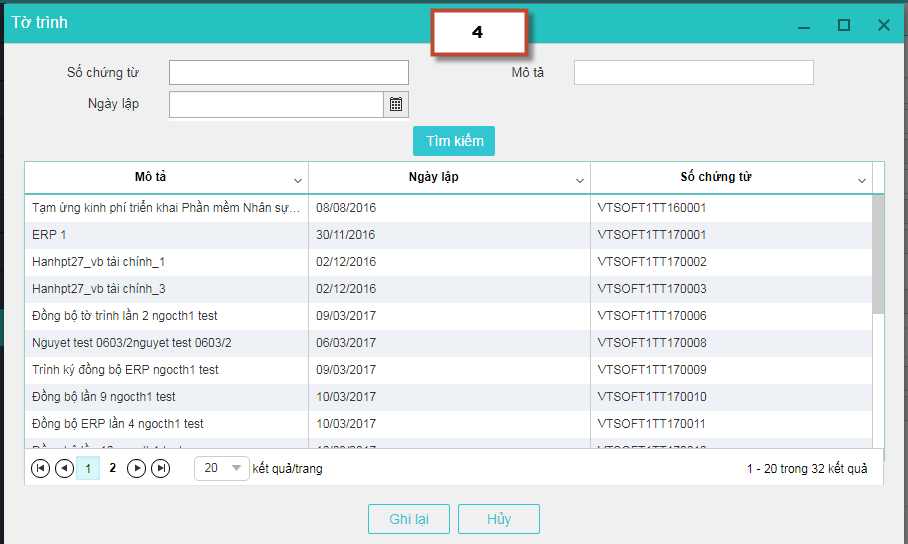 Tờ trình
4
Số chứng từ
Mô tả
Ngày lập
Tìm kiếm
Mô tả Ngày lập Số chứng từ
Tạm ứng kinh phí triển khai Phần mềm Nhân sự... 08/08/2016 VTSOFT1TT160001
ERP 1 30/11/2016 VTSOFT1TT170001
Hanhpt27_vb tài chính_1 02/12/2016 VTSOFT1TT170002
Hanhpt27_vb tài chính_3 02/12/2016 VTSOFT1TT170003
Đồng bộ tờ trình lần 2 ngocth1 test 09/03/2017 VTSOFT1TT170006
Nguyet test 0603/2nguyet test 0603/2 06/03/2017 VTSOFT1TT170008
Trình ký đồng bộ ERP ngocth1 test 09/03/2017 VTSOFT1TT170009
Đồng bộ lần 9 ngocth1 test 10/03/2017 VTSOFT1TT170010
Đồng bộ ERP lần 4 ngocth1 test 10/03/2017 VTSOFT1TT170011
1 2 20 kết quả/trang 1 - 20 trong 32 kết quả
Ghi lại Hủy